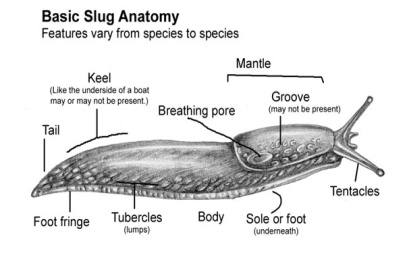 Basic Slug Anatomy
Features vary from species to species
Mantle
Keel
(Like the underside of a boat
may or may not be present.)
Groove
(may not be present)
Breathing pore
Tail
Tentacles
Foot fringe
Tubercles
(lumps)
Body
Sole or foot
(underneath)